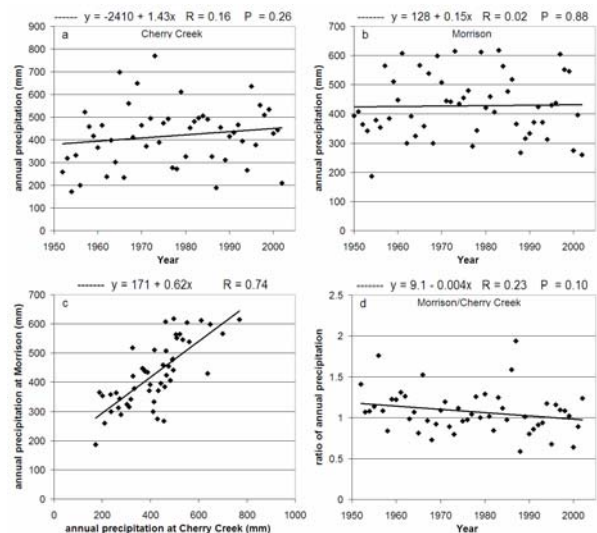 y = -2410 + 1.43x R = 0.16 P = 0.26
a Cherry Creek
annual precipitation (mm)
900
800
700
600
500
400
300
200
100
0
1950 1960 1970 1980 1990 2000
Year
y = 128 + 0.15x R = 0.02 P = 0.88
b Morrison
annual precipitation (mm)
700
600
500
400
300
200
100
0
1950 1960 1970 1980 1990 2000
Year
y = 171 + 0.62x R = 0.74
c
annual precipitation at Morrison (mm)
700
600
500
400
300
200
100
0
0 200 400 600 800 1000
annual precipitation at Cherry Creek (mm)
y = 9.1 - 0.004x R = 0.23 P = 0.10
d Morrison/Cherry Creek
ratio of annual precipitation
2.5
2
1.5
1
0.5
0
1950 1960 1970 1980 1990 2000
Year